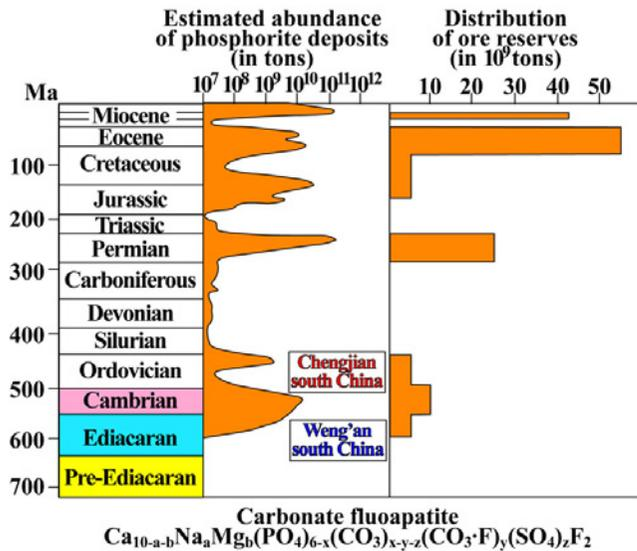 Estimated abundance
of phosphorite deposits
(in tons)
Distribution
of ore reserves
(in 10⁹ tons)
Ma
10⁷ 10⁸ 10⁹ 10¹⁰ 10¹¹ 10¹²
10 20 30 40 50
Miocene
Eocene
100
Cretaceous
Jurassic
200
Triassic
Permian
300
Carboniferous
Devonian
400
Silurian
Ordovician
Chengjian
south China
500
Cambrian
Weng'an
south China
600
Ediacaran
Pre-Ediacaran
700
Carbonate fluoapatite
Ca₁₀₋ₐ₋bNaₐMgb(PO₄)₆₋ₓ(CO₃)x-y-z(CO₃·F)y(SO₄)zF₂